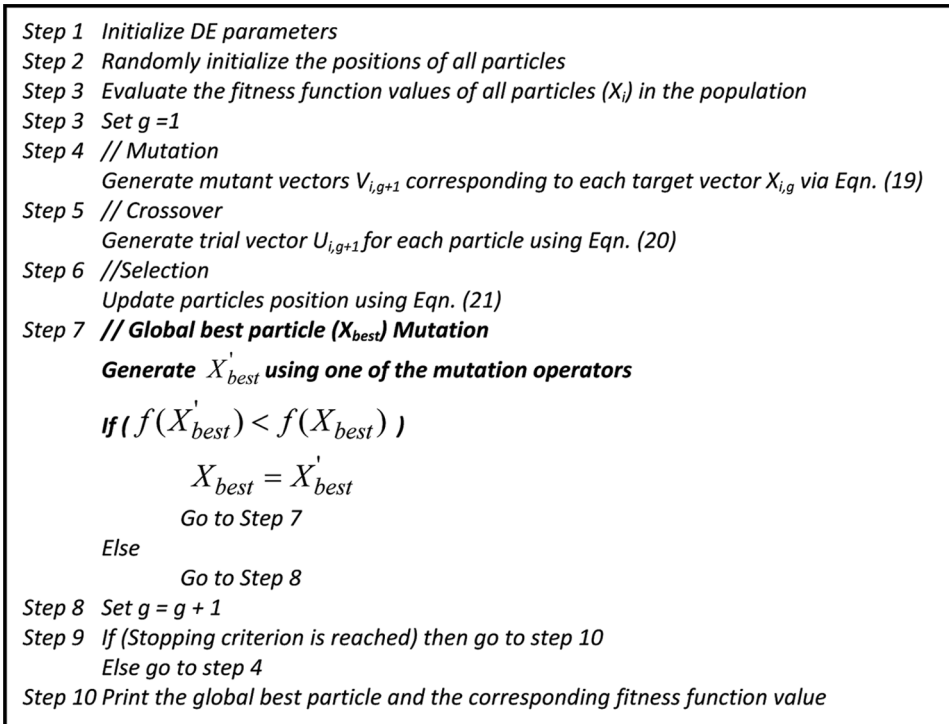 Step 1 Initialize DE parameters
Step 2 Randomly initialize the positions of all particles
Step 3 Evaluate the fitness function values of all particles (Xi) in the population
Step 3 Set g =1
Step 4 // Mutation
Generate mutant vectors Vi,g+1 corresponding to each target vector Xi,g via Eqn. (19)
Step 5 // Crossover
Generate trial vector Ui,g+1 for each particle using Eqn. (20)
Step 6 //Selection
Update particles position using Eqn. (21)
Step 7 // Global best particle (Xbest) Mutation
Generate X'best using one of the mutation operators
If ( f(X'best) < f(Xbest) )
Xbest = X'best
Go to Step 7
Else
Go to Step 8
Step 8 Set g = g + 1
Step 9 If (Stopping criterion is reached) then go to step 10
Else go to step 4
Step 10 Print the global best particle and the corresponding fitness function value